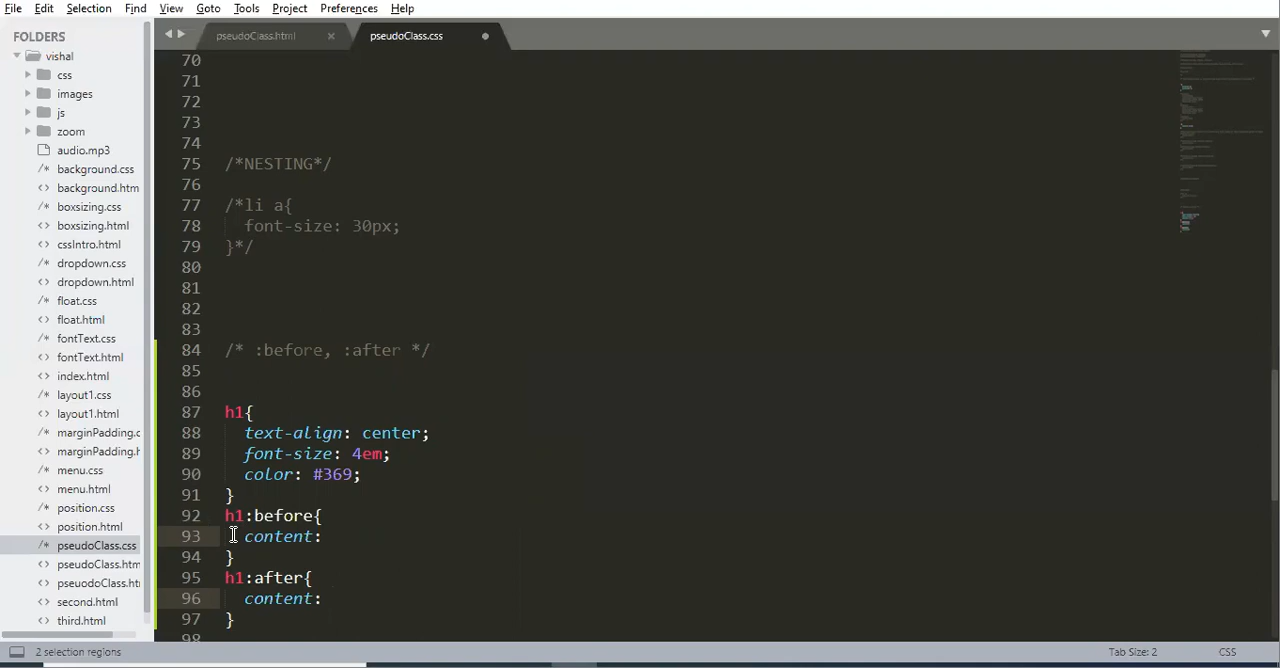 File Edit Selection Find View Goto Tools Project Preferences Help
FOLDERS
vishal
css
images
js
zoom
audio.mp3
background.css
background.htm
boxsizing.css
boxsizing.html
cssIntro.html
dropdown.css
dropdown.html
float.css
float.html
fontText.css
fontText.html
index.html
layout1.css
layout1.html
marginPadding.c
marginPadding.h
menu.css
menu.html
position.css
position.html
pseudoClass.css
pseudoClass.htm
pseuodoClass.ht
second.html
third.html
pseudoClass.html ×
pseudoClass.css
70
71
72
73
74
75 /*NESTING*/
76
77 /*li a{
78 font-size: 30px;
79 }*/
80
81
82
83
84 /* :before, :after */
85
86
87 h1{
88 text-align: center;
89 font-size: 4em;
90 color: #369;
91 }
92 h1:before{
93 content:
94 }
95 h1:after{
96 content:
97 }
98
2 selection regions
Tab Size: 2
CSS